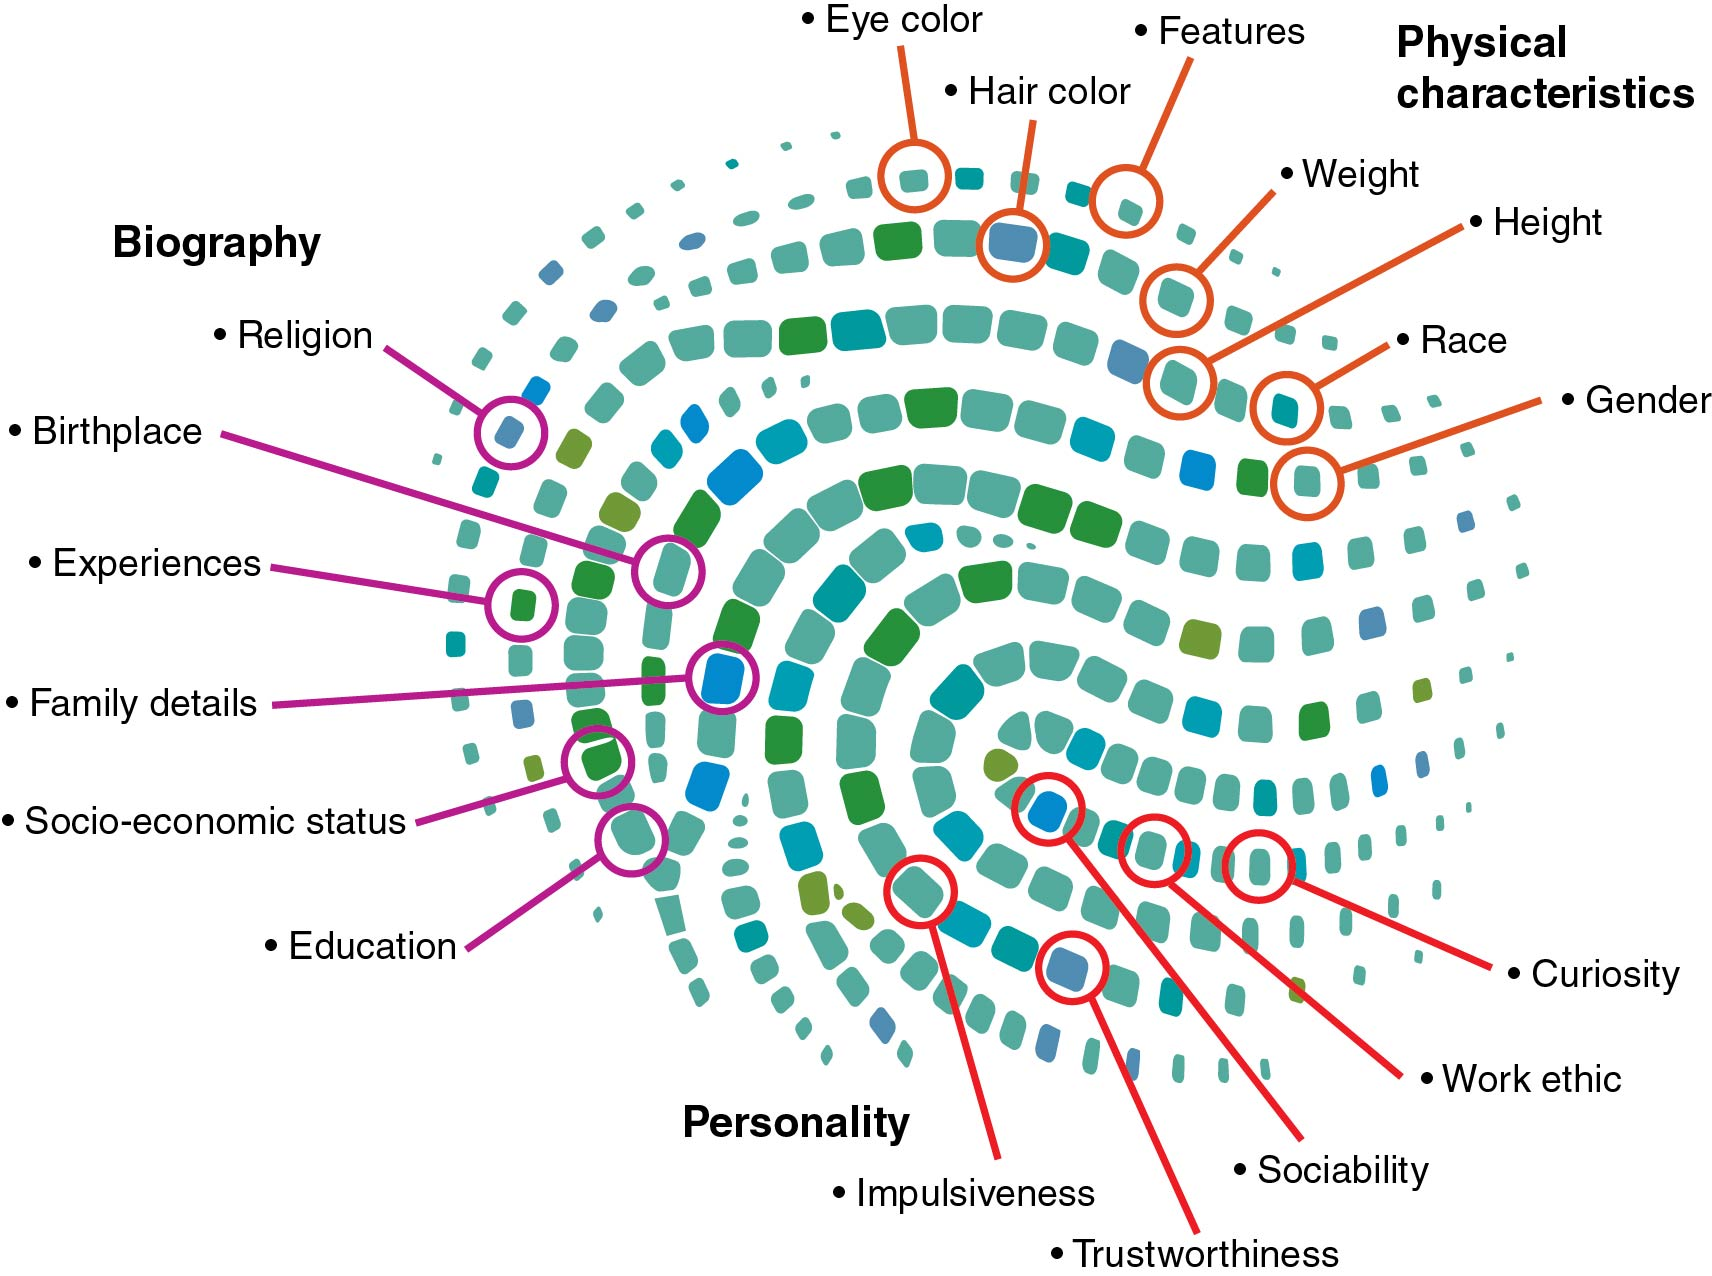 • Eye color
• Features
Physical
characteristics
• Hair color
• Weight
• Height
• Race
• Gender
Biography
• Religion
• Birthplace
• Experiences
• Family details
• Socio-economic status
• Education
Personality
• Curiosity
• Work ethic
• Sociability
• Impulsiveness
• Trustworthiness